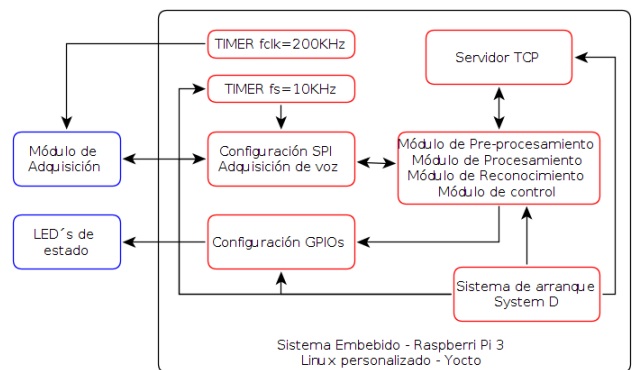 TIMER fclk=200KHz
Servidor TCP
TIMER fs=10KHz
Módulo de
Adquisición
Configuración SPI
Adquisición de voz
Módulo de Pre-procesamiento
Módulo de Procesamiento
Módulo de Reconocimiento
Módulo de control
LED´s de
estado
Configuración GPIOs
Sistema de arranque
System D
Sistema Embebido - Raspberri Pi 3
Linux personalizado - Yocto